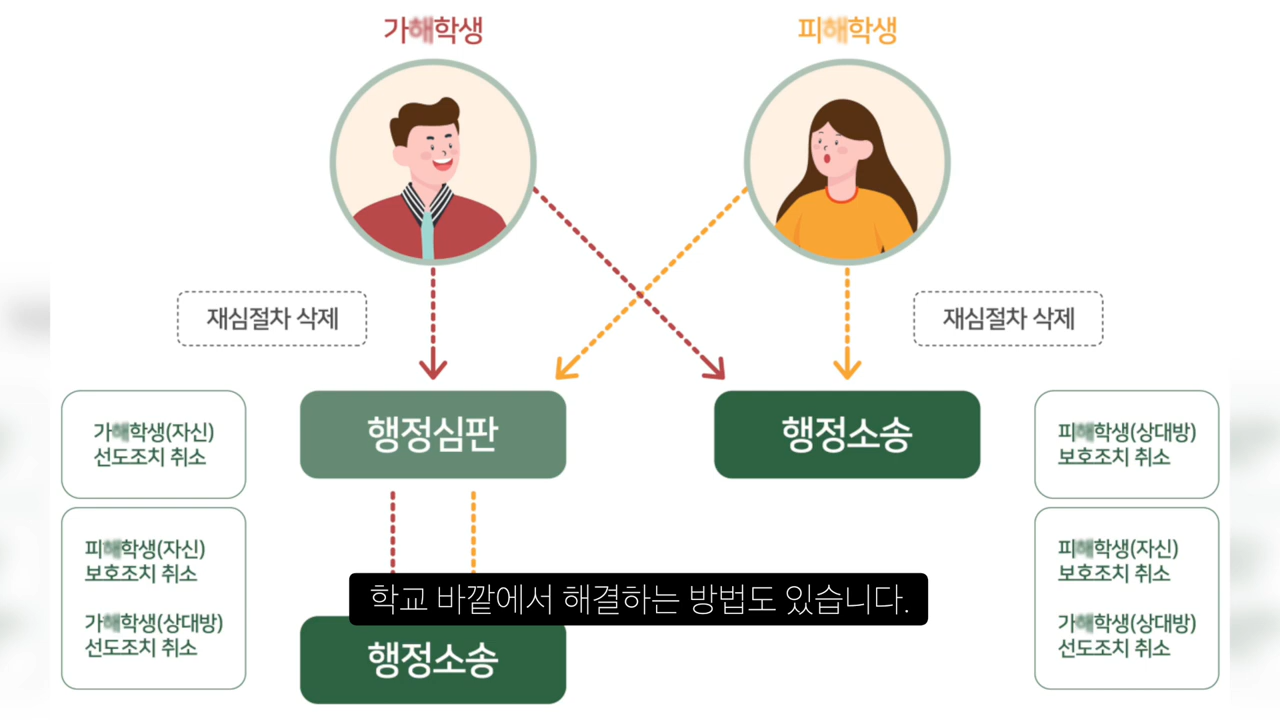 가해학생
피해학생
재심절차 삭제
재심절차 삭제
가해학생(자신)
선도조치 취소
행정심판
행정소송
피해학생(상대방)
보호조치 취소
피해학생(자신)
보호조치 취소
가해학생(상대방)
선도조치 취소
피해학생(자신)
보호조치 취소
가해학생(상대방)
선도조치 취소
학교 바깥에서 해결하는 방법도 있습니다.
행정소송